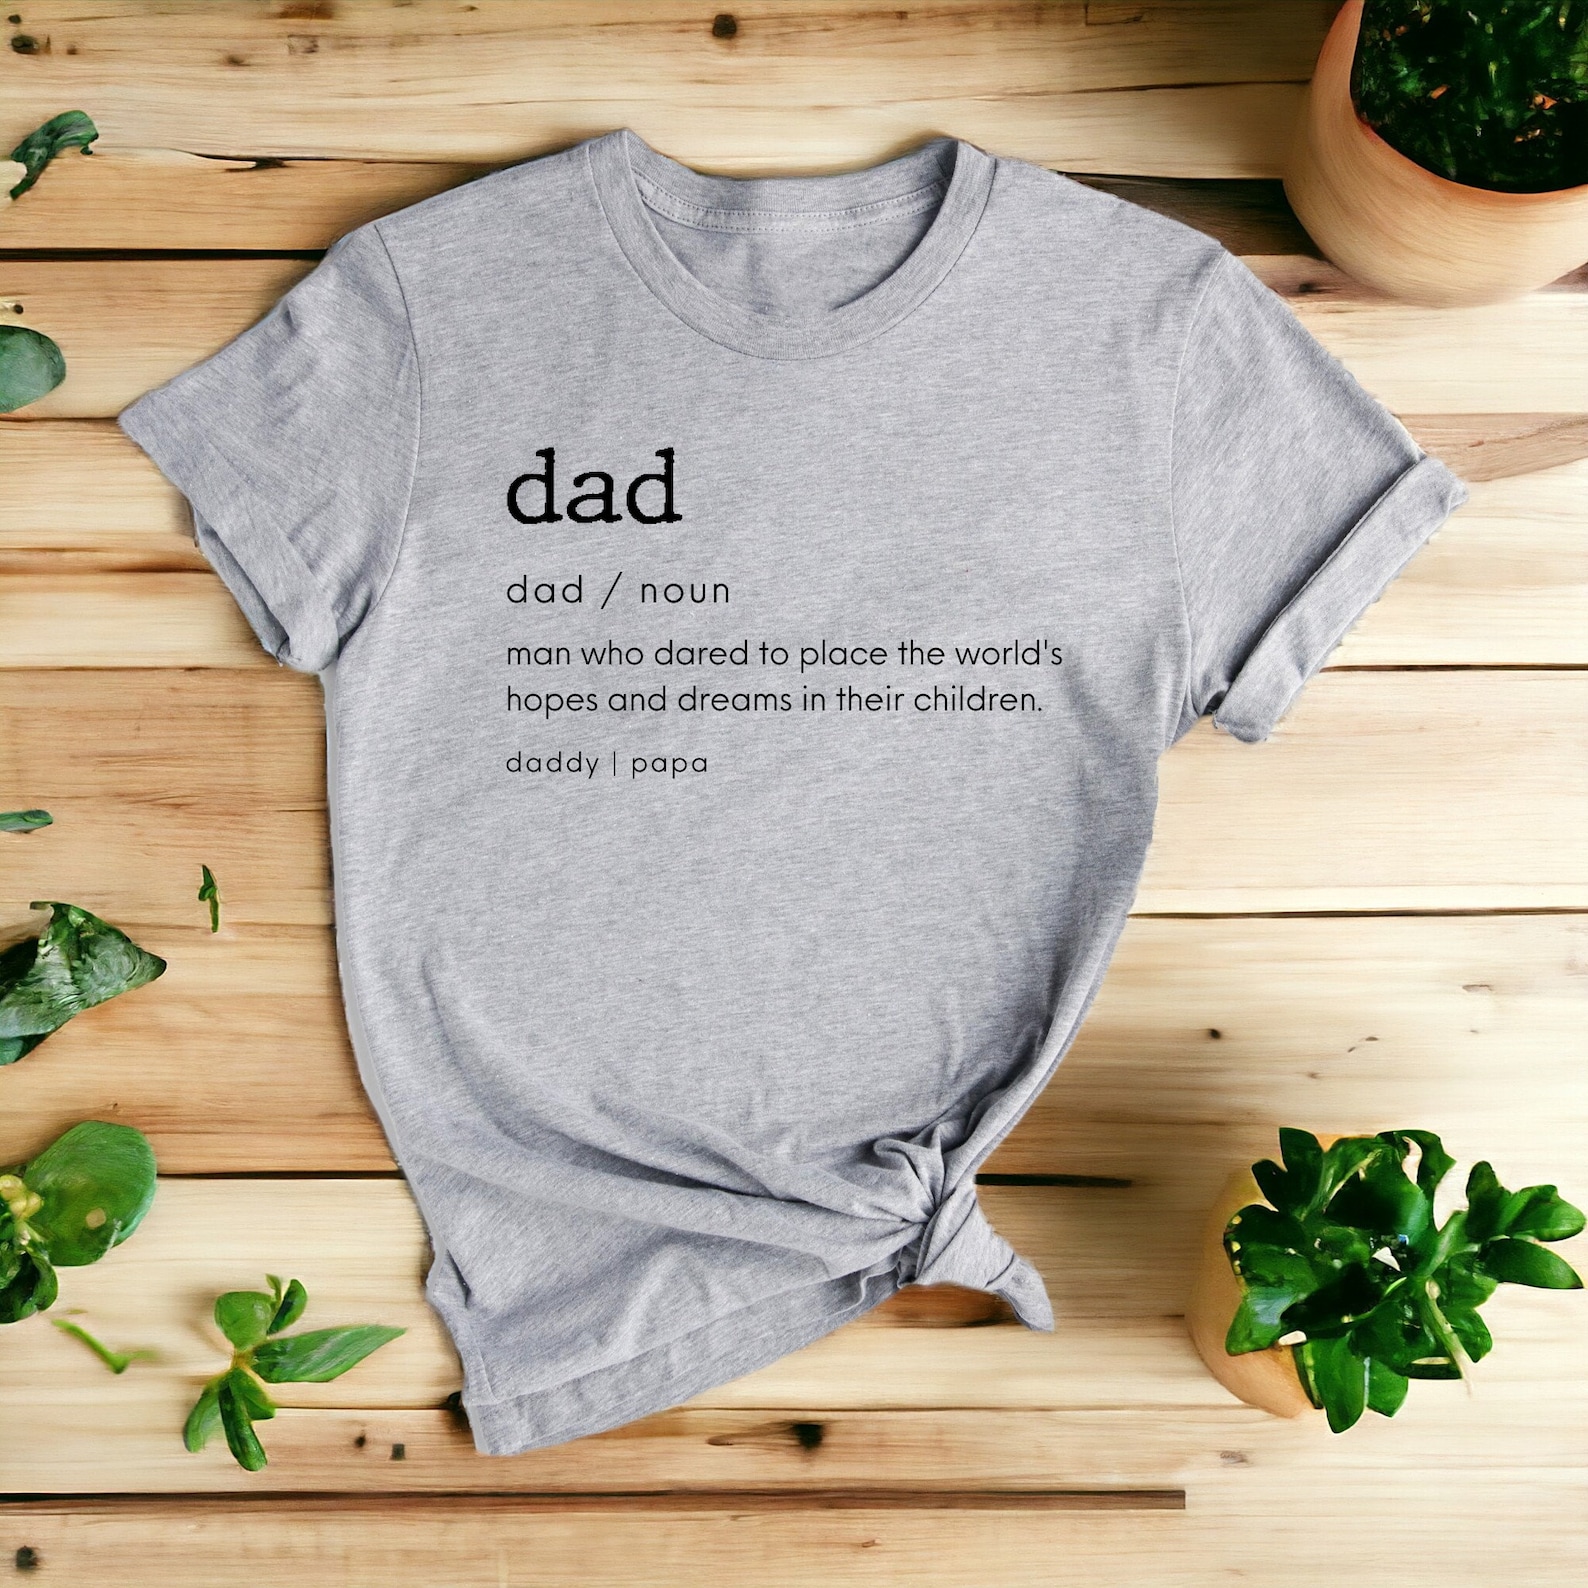 dad
dad / noun
man who dared to place the world's
hopes and dreams in their children.
daddy | papa